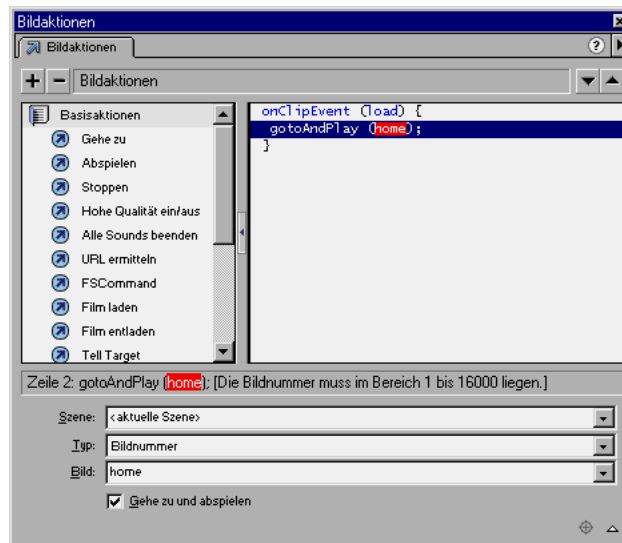 Bildaktionen
Bildaktionen
?
Bildaktionen
Basisaktionen
Gehe zu
Abspielen
Stoppen
Hohe Qualität ein/aus
Alle Sounds beenden
URL ermitteln
FSCommand
Film laden
Film entladen
Tell Target
onClipEvent (load) {
gotoAndPlay (home);
}
Zeile 2: gotoAndPlay (home); [Die Bildnummer muss im Bereich 1 bis 16000 liegen.]
Szene: <aktuelle Szene>
Typ: Bildnummer
Bild: home
Gehe zu und abspielen